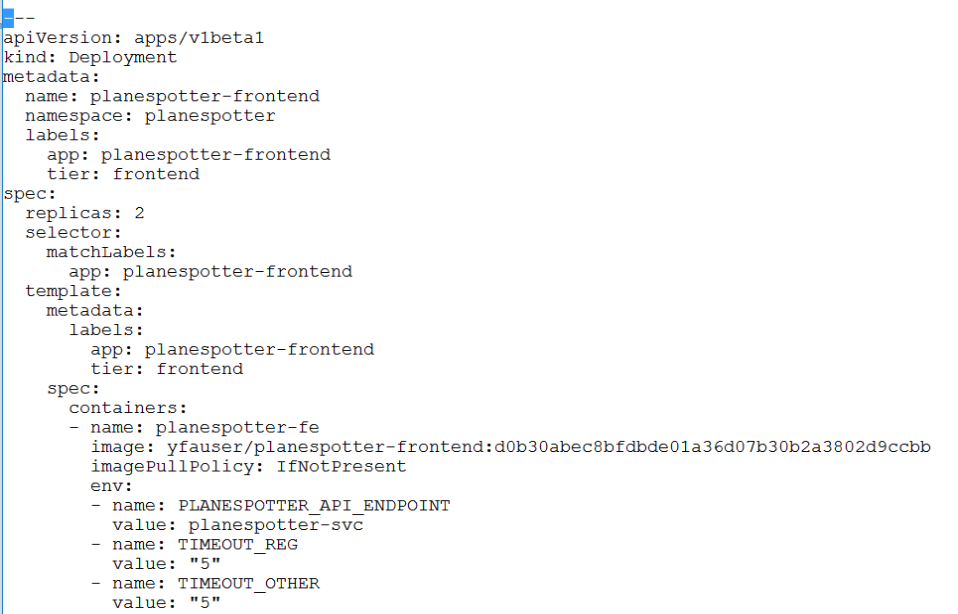 ---
apiVersion: apps/v1beta1
kind: Deployment
metadata:
  name: planespotter-frontend
  namespace: planespotter
  labels:
    app: planespotter-frontend
    tier: frontend
spec:
  replicas: 2
  selector:
    matchLabels:
      app: planespotter-frontend
  template:
    metadata:
      labels:
        app: planespotter-frontend
        tier: frontend
    spec:
      containers:
      - name: planespotter-fe
        image: yfauser/planespotter-frontend:d0b30abec8bfdbde01a36d07b30b2a3802d9ccbb
        imagePullPolicy: IfNotPresent
        env:
        - name: PLANESPOTTER_API_ENDPOINT
          value: planespotter-svc
        - name: TIMEOUT_REG
          value: "5"
        - name: TIMEOUT_OTHER
          value: "5"